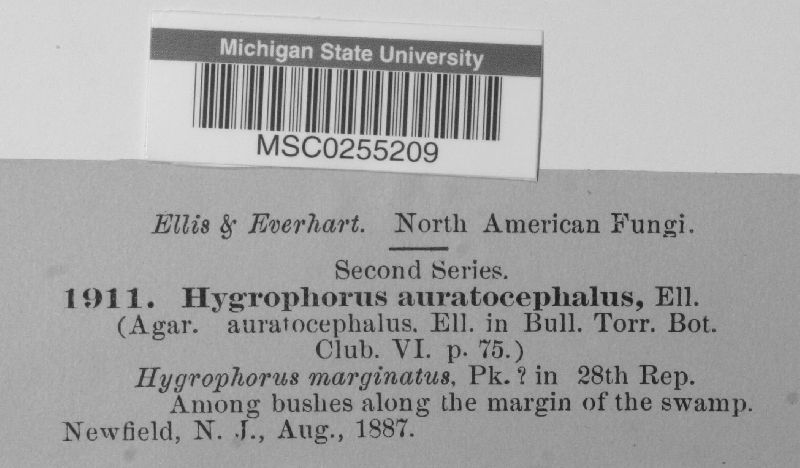 Michigan State University
MSC0255209
Ellis & Everhart. North American Fungi.
Second Series.
1911. Hygrophorus auratocephalus, Ell.
(Agar. auratocephalus. Ell. in Bull. Torr. Bot.
Club. VI. p. 75.)
Hygrophorus marginatus, Pk. ? in 28th Rep.
Among bushes along the margin of the swamp.
Newfield, N. J., Aug., 1887.